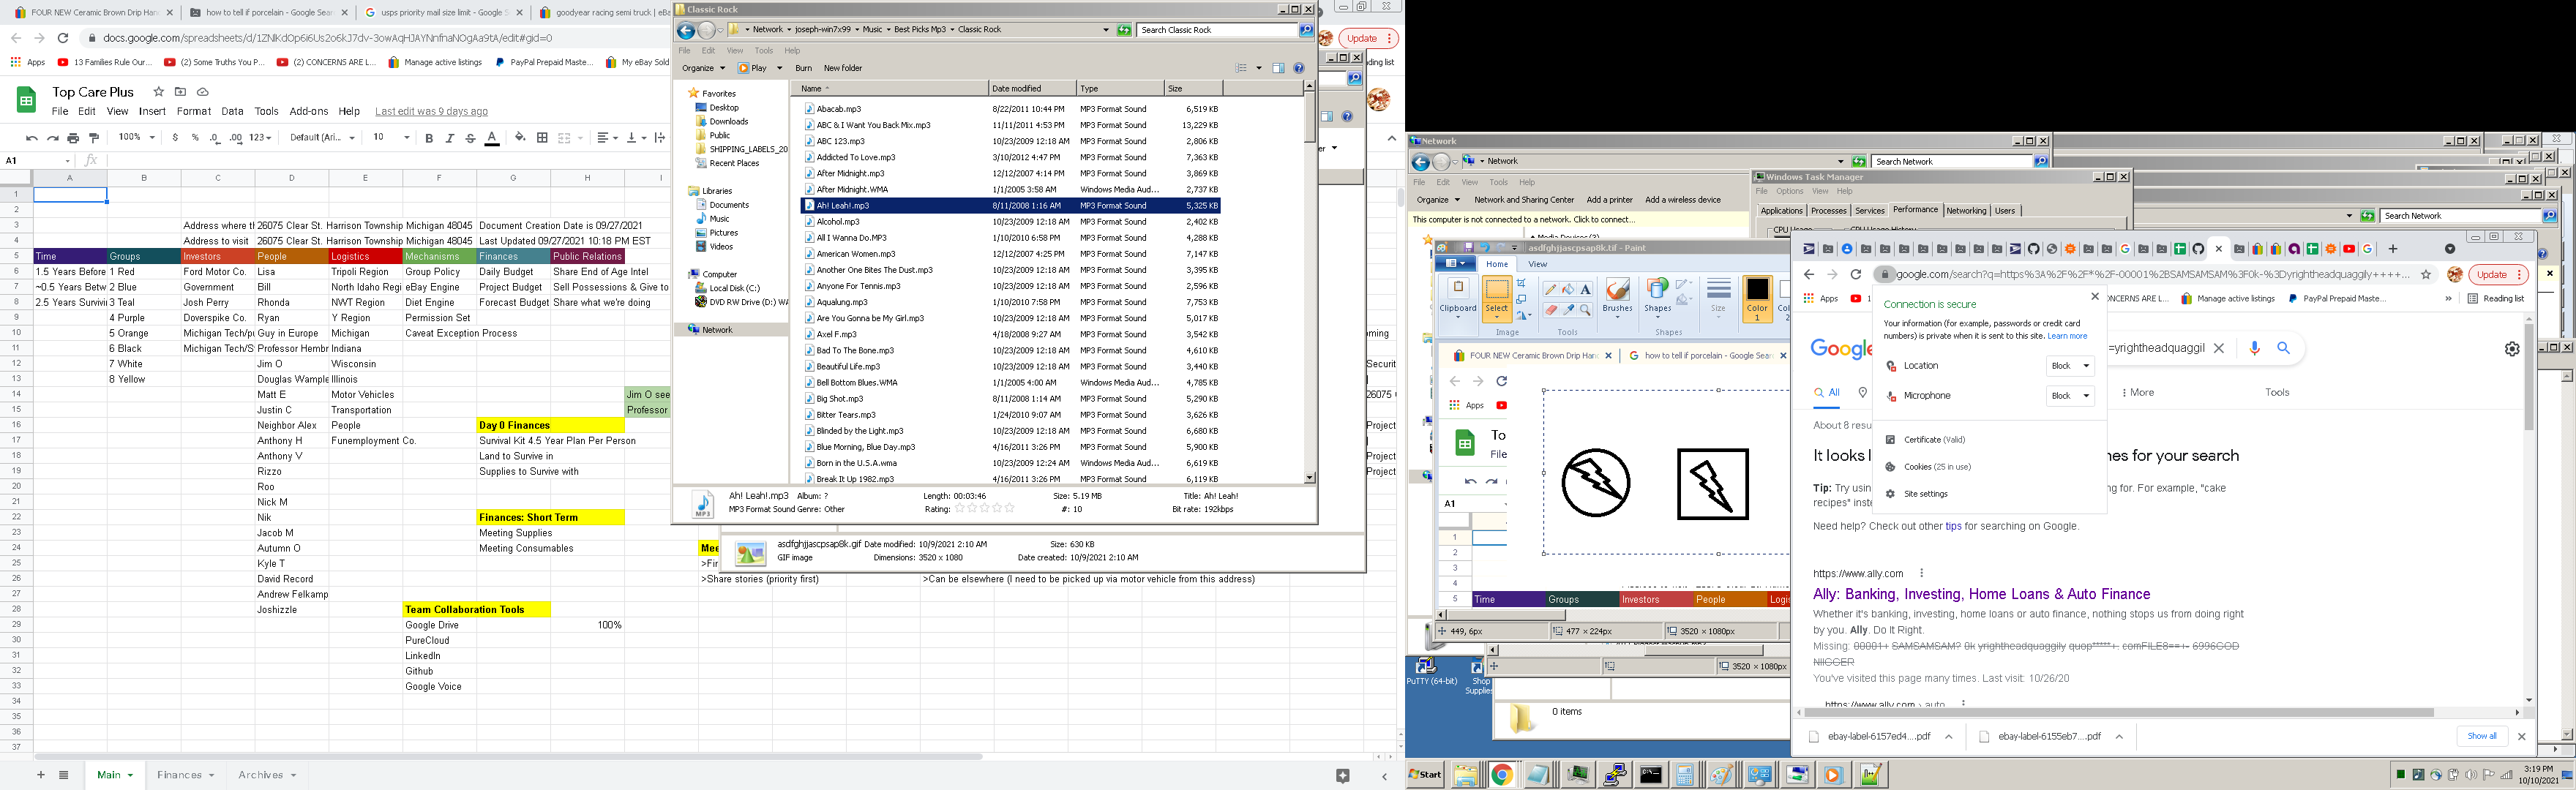 FOUR NEW Ceramic Brown Drip Han
how to tell if porcelain - Google Sear
usps priority mail size limit - Google S
goodyear racing semi truck | eBa
docs.google.com/spreadsheets/d/1ZNlKdOp6i6Us2o6kJ7dv-3owAqHJAYNnfnaNOgAa9tA/edit#gid=0
Update
Apps
13 Families Rule Our...
(2) Some Truths You P...
(2) CONCERNS ARE L...
Manage active listings
PayPal Prepaid Maste...
My eBay Sold
ding list
Top Care Plus
File Edit View Insert Format Data Tools Add-ons Help Last edit was 9 days ago
100% $ % .0 .00 123 Default (Ari... 10 B I S A
A1 fx
A B C D E F G H I
Address where th 26075 Clear St. Harrison Township Michigan 48045 Document Creation Date is 09/27/2021
Address to visit 26075 Clear St. Harrison Township Michigan 48045 Last Updated 09/27/2021 10:18 PM EST
Time Groups Investors People Logistics Mechanisms Finances Public Relations
1.5 Years Before 1 Red Ford Motor Co. Lisa Tripoli Region Group Policy Daily Budget Share End of Age Intel
~0.5 Years Betw 2 Blue Government Bill North Idaho Regi eBay Engine Project Budget Sell Possessions & Give to
2.5 Years Survivi 3 Teal Josh Perry Rhonda NWT Region Diet Engine Forecast Budget Share what we're doing
4 Purple Doverspike Co. Ryan Y Region Permission Set
5 Orange Michigan Tech/pu Guy in Europe Michigan Caveat Exception Process
6 Black Michigan Tech/S Professor Hembr Indiana
7 White Jim O Wisconsin
8 Yellow Douglas Wample Illinois
Matt E Motor Vehicles Jim O see
Justin C Transportation Professor
Neighbor Alex People Day 0 Finances
Anthony H Funemployment Co. Survival Kit 4.5 Year Plan Per Person
Anthony V Land to Survive in
Rizzo Supplies to Survive with
Roo
Nick M
Nik Finances: Short Term
Jacob M Meeting Supplies
Autumn O Meeting Consumables Mee
Kyle T >Fir
David Record >Share stories (priority first) >Can be elsewhere (I need to be picked up via motor vehicle from this address)
Andrew Felkamp
Joshizzle Team Collaboration Tools
Google Drive 100%
PureCloud
LinkedIn
Github
Google Voice
Main Finances Archives
Classic Rock
Network joseph-win7x99 Music Best Picks Mp3 Classic Rock
Search Classic Rock
File Edit View Tools Help
Organize Play Burn New folder
Favorites
Desktop
Downloads
Public
SHIPPING_LABELS_20
Recent Places
Libraries
Documents
Music
Pictures
Videos
Computer
Local Disk (C:)
DVD RW Drive (D:) WA
Network
Name Date modified Type Size
Abacab.mp3 8/22/2011 10:44 PM MP3 Format Sound 6,519 KB
ABC & I Want You Back Mix.mp3 11/11/2011 4:53 PM MP3 Format Sound 13,229 KB
ABC 123.mp3 10/23/2009 12:18 AM MP3 Format Sound 2,806 KB
Addicted To Love.mp3 3/10/2012 4:47 PM MP3 Format Sound 7,363 KB
After Midnight.mp3 12/12/2007 4:14 PM MP3 Format Sound 3,869 KB
After Midnight.WMA 1/1/2005 3:58 AM Windows Media Aud... 2,737 KB
Ah! Leah!.mp3 8/11/2008 1:16 AM MP3 Format Sound 5,325 KB
Alcohol.mp3 10/23/2009 12:18 AM MP3 Format Sound 2,402 KB
All I Wanna Do.MP3 1/10/2010 6:58 PM MP3 Format Sound 4,288 KB
American Women.mp3 12/12/2007 4:25 PM MP3 Format Sound 7,147 KB
Another One Bites The Dust.mp3 10/23/2009 12:18 AM MP3 Format Sound 3,395 KB
Anyone For Tennis.mp3 10/23/2009 12:18 AM MP3 Format Sound 2,596 KB
Aqualung.mp3 1/10/2010 7:58 PM MP3 Format Sound 7,753 KB
Are You Gonna be My Girl.mp3 10/23/2009 12:18 AM MP3 Format Sound 5,017 KB
Axel F.mp3 4/18/2008 9:27 AM MP3 Format Sound 3,542 KB
Bad To The Bone.mp3 10/23/2009 12:18 AM MP3 Format Sound 4,610 KB
Beautiful Life.mp3 10/23/2009 12:18 AM MP3 Format Sound 3,440 KB
Bell Bottom Blues.WMA 1/1/2005 4:00 AM Windows Media Aud... 4,785 KB
Big Shot.mp3 8/11/2008 1:14 AM MP3 Format Sound 5,290 KB
Bitter Tears.mp3 1/24/2010 9:07 AM MP3 Format Sound 3,626 KB
Blinded by the Light.mp3 10/23/2009 12:18 AM MP3 Format Sound 6,680 KB
Blue Morning, Blue Day.mp3 4/16/2011 3:26 PM MP3 Format Sound 5,900 KB
Born in the U.S.A.wma 10/23/2009 12:24 AM Windows Media Aud... 6,619 KB
Break It Up 1982.mp3 4/16/2011 3:26 PM MP3 Format Sound 6,119 KB
Ah! Leah!.mp3 Album: ? Length: 00:03:46 Size: 5.19 MB Title: Ah! Leah!
MP3 Format Sound Genre: Other Rating: #: 10 Bit rate: 192kbps
asdfghjjascpsap8k.gif Date modified: 10/9/2021 2:10 AM Size: 630 KB
GIF image Dimensions: 3520 x 1080 Date created: 10/9/2021 2:10 AM
oming
Securit
26075
Project
Project
Project
Network
Network Search Network
File Edit View Tools Help
Organize Network and Sharing Center Add a printer Add a wireless device
This computer is not connected to a network. Click to connect...
Windows Task Manager
File Options View Help
Applications Processes Services Performance Networking Users
Search Network
asdfghjjascpsap8k.tif - Paint
Home View
Clipboard Select Brushes Shapes Size Color 1
Image Tools Shapes
FOUR NEW Ceramic Brown Drip Han
how to tell if porcelain - Google Sear
Apps
To
File
A1
Time Groups Investors People Logis
449, 6px 477 × 224px 3520 × 1080px
3520 × 1080px
PuTTY (64-bit)
Shop
Supplies
0 items
google.com/search?q=https%3A%2F%2F*%2F-00001%2BSAMSAMSAM%3F0k-%3Dyrightheadquaggily++++...
Update
Apps
NCERNS ARE L...
Manage active listings
PayPal Prepaid Maste...
Reading list
Connection is secure
Your information (for example, passwords or credit card
numbers) is private when it is sent to this site. Learn more
Location Block
Microphone Block
Certificate (Valid)
Cookies (25 in use)
Site settings
Google =yrightheadquaggil
All More Tools
About 8 resu
It looks l nes for your search
Tip: Try usin ng for. For example, "cake
recipes" inste
Need help? Check out other tips for searching on Google.
https://www.ally.com
Ally: Banking, Investing, Home Loans & Auto Finance
Whether it's banking, investing, home loans or auto finance, nothing stops us from doing right
by you. Ally. Do It Right.
Missing: 00001+ SAMSAMSAM? 0k yrightheadquaggily quop*****+. comFILE8==+- 6996GOD
NIIGGER
You've visited this page many times. Last visit: 10/26/20
https://www.ally.com › auto
ebay-label-6157ed4....pdf
ebay-label-6155eb7....pdf
Show all
Start
3:19 PM
10/10/2021